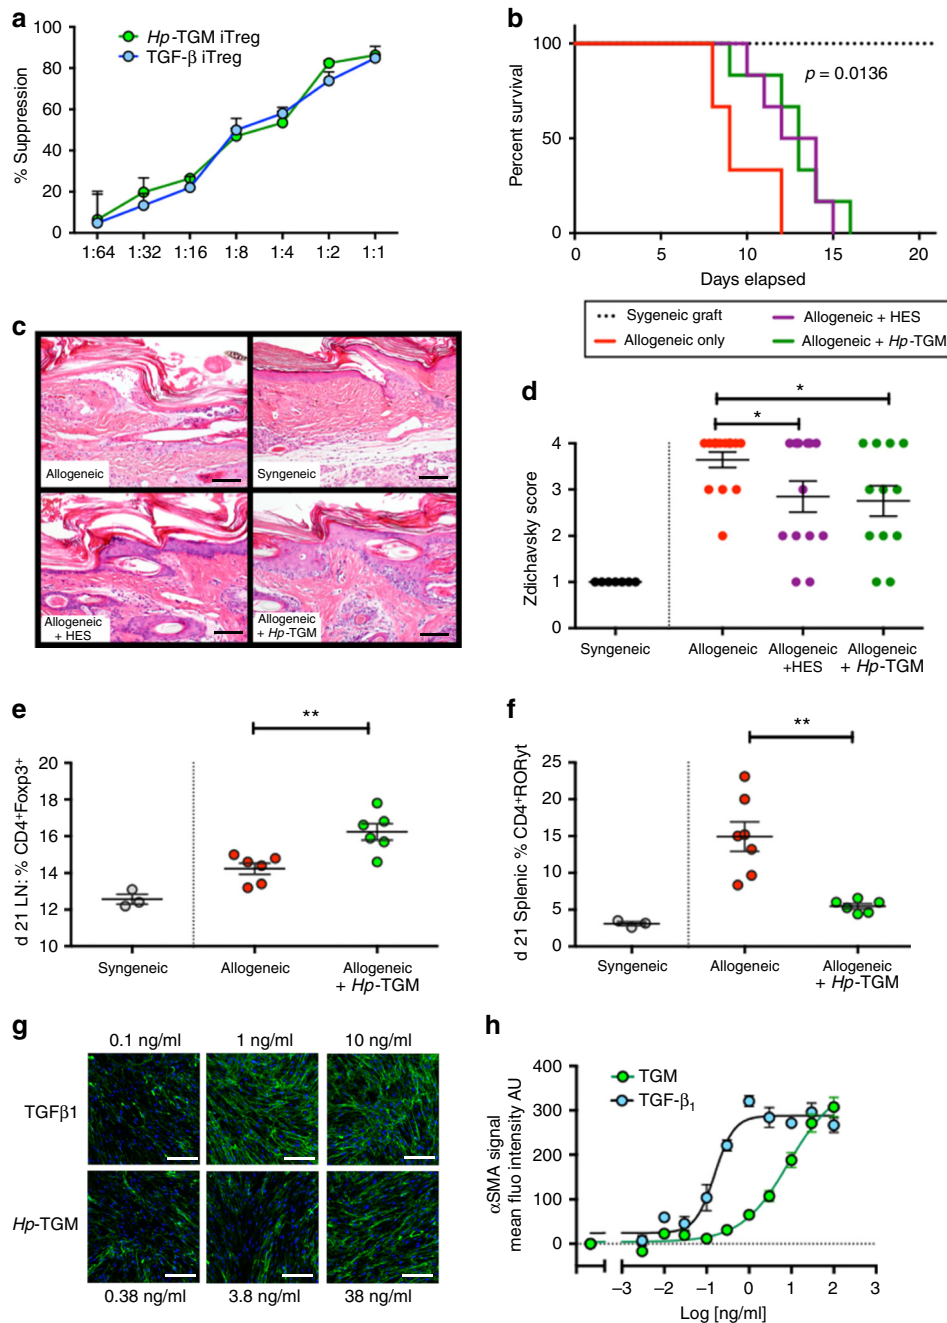 a
100
80
60
40
20
0
% Suppression
Hp-TGM iTreg
TGF-β iTreg
1:64 1:32 1:16 1:8 1:4 1:2 1:1
b
100
50
0
Percent survival
p = 0.0136
0 5 10 15 20
Days elapsed
Sygeneic graft
Allogeneic only
Allogeneic + HES
Allogeneic + Hp-TGM
c
Allogeneic
Syngeneic
Allogeneic
+ HES
Allogeneic
+ Hp-TGM
d
*
*
4
3
2
1
0
Zdichavsky score
Syngeneic
Allogeneic
Allogeneic
+HES
Allogeneic
+ Hp-TGM
e
**
20
18
16
14
12
10
d 21 LN: % CD4+Foxp3+
Syngeneic
Allogeneic
Allogeneic
+ Hp-TGM
f
**
25
20
15
10
5
0
d 21 Splenic % CD4+RORγt
Syngeneic
Allogeneic
Allogeneic
+ Hp-TGM
g
0.1 ng/ml 1 ng/ml 10 ng/ml
TGFβ1
Hp-TGM
0.38 ng/ml 3.8 ng/ml 38 ng/ml
h
400
300
200
100
0
αSMA signal
mean fluo intensity AU
TGM
TGF-β1
−3 −2 −1 0 1 2 3
Log [ng/ml]